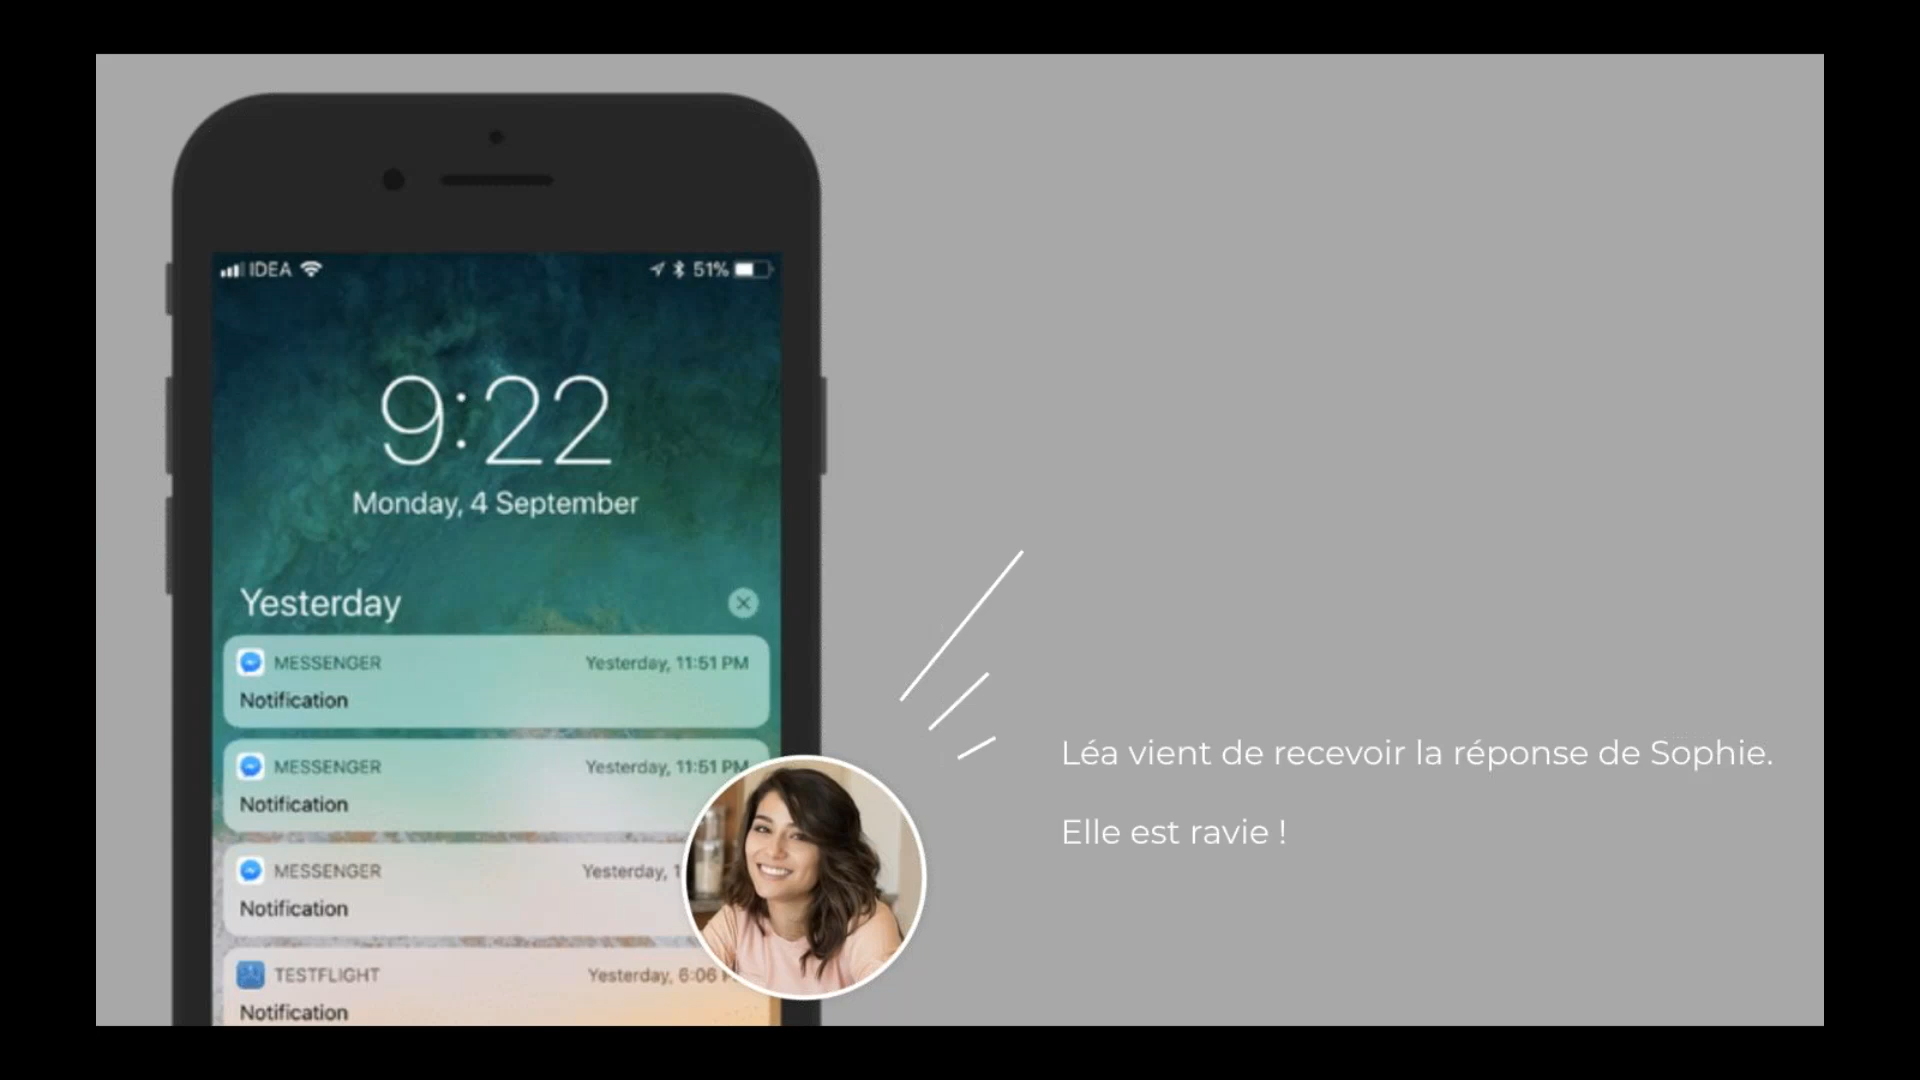 IDEA 51%
9:22
Monday, 4 September
Yesterday
MESSENGER Yesterday, 11:51 PM
Notification
MESSENGER Yesterday, 11:51 PM
Notification
MESSENGER Yesterday, 1
Notification
TESTFLIGHT Yesterday, 6:06
Notification
Léa vient de recevoir la réponse de Sophie.
Elle est ravie !